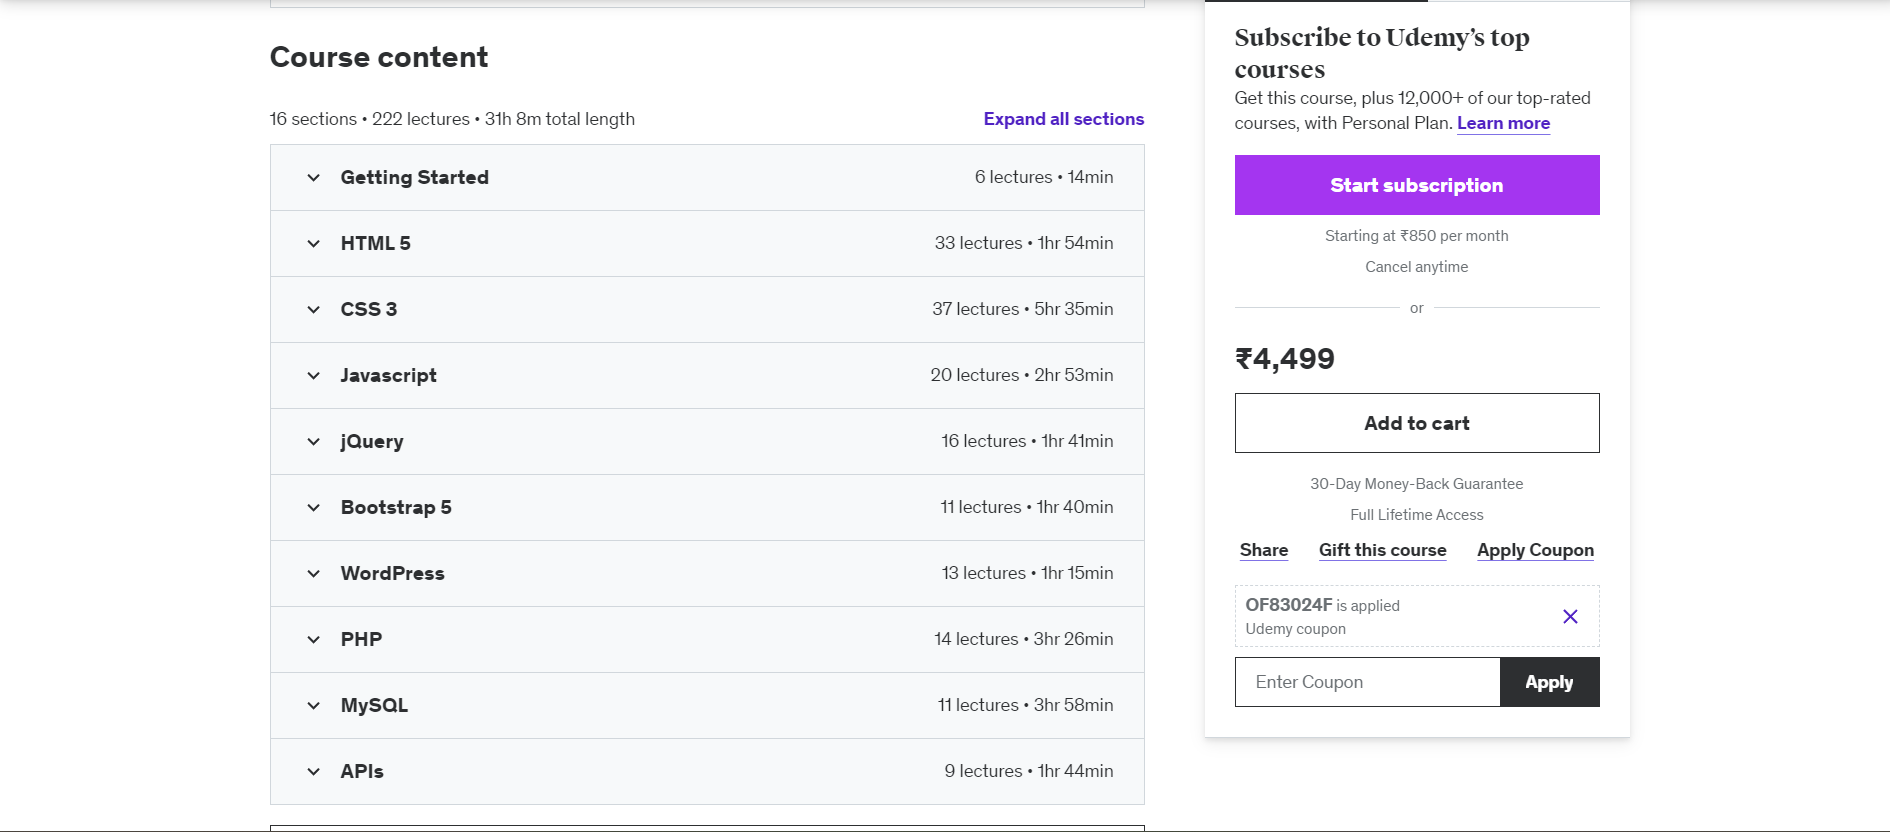 Course content
16 sections • 222 lectures • 31h 8m total length
Expand all sections
Getting Started
6 lectures • 14min
HTML 5
33 lectures • 1hr 54min
CSS 3
37 lectures • 5hr 35min
Javascript
20 lectures • 2hr 53min
jQuery
16 lectures • 1hr 41min
Bootstrap 5
11 lectures • 1hr 40min
WordPress
13 lectures • 1hr 15min
PHP
14 lectures • 3hr 26min
MySQL
11 lectures • 3hr 58min
APIs
9 lectures • 1hr 44min
Subscribe to Udemy’s top
courses
Get this course, plus 12,000+ of our top-rated
courses, with Personal Plan. Learn more
Start subscription
Starting at ₹850 per month
Cancel anytime
or
₹4,499
Add to cart
30-Day Money-Back Guarantee
Full Lifetime Access
Share Gift this course Apply Coupon
OF83024F is applied
Udemy coupon
Enter Coupon Apply